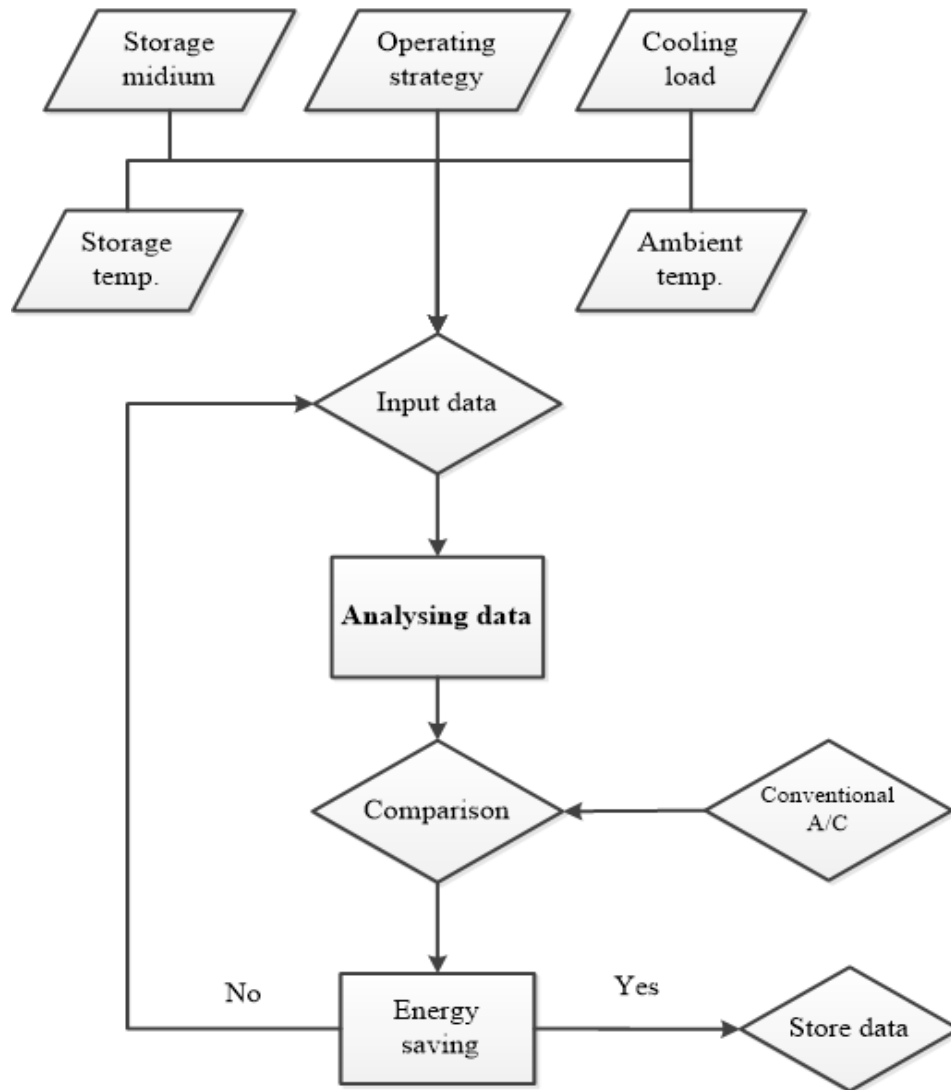 Storage
midium
Operating
strategy
Cooling
load
Storage
temp.
Ambient
temp.
Input data
Analysing data
Comparison
Conventional
A/C
No
Energy
saving
Yes
Store data